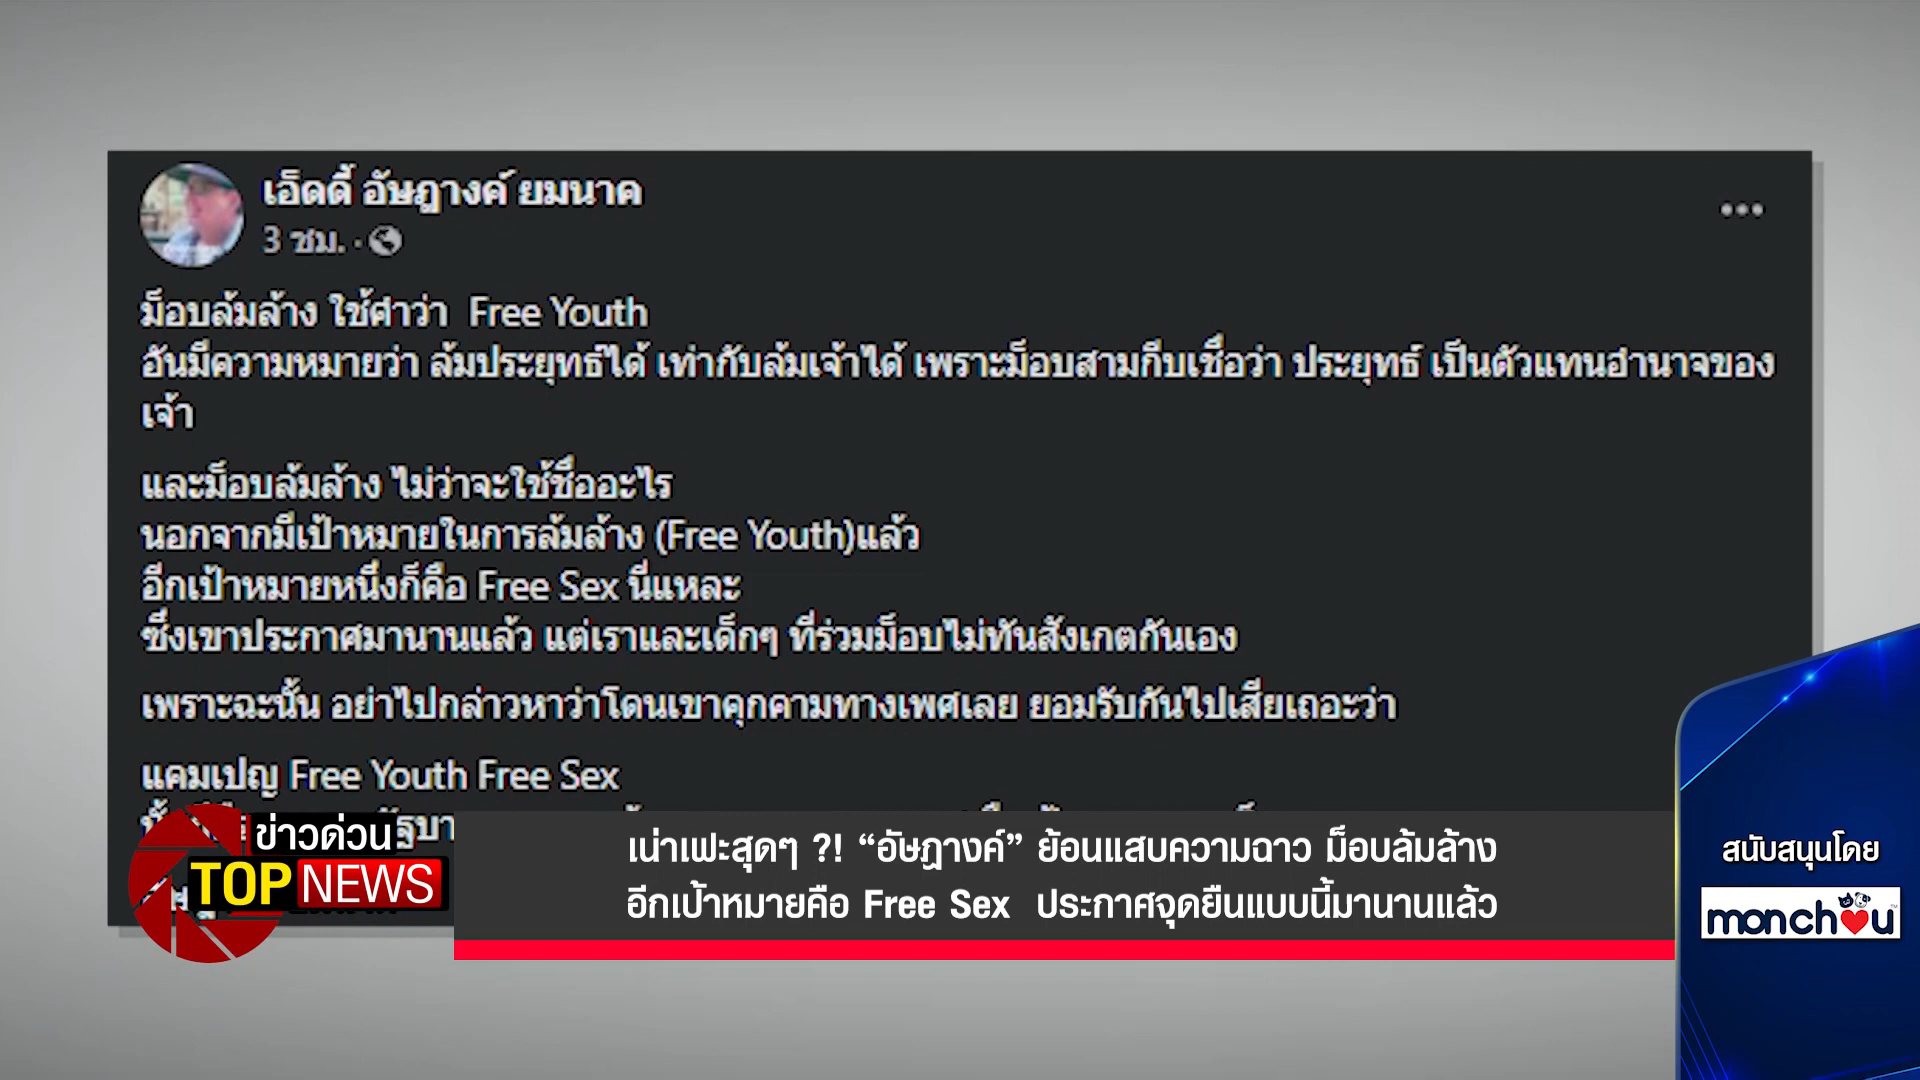 เอ็ดดี้ อัษฎางค์ ยมนาค
3 ชม. ·
ม็อบล้มล้าง ใช้คำว่า Free Youth
อันมีความหมายว่า ล้มประยุทธ์ได้ เท่ากับล้มเจ้าได้ เพราะม็อบสามกีบเชื่อว่า ประยุทธ์ เป็นตัวแทนอำนาจของ
เจ้า
และม็อบล้มล้าง ไม่ว่าจะใช้ชื่ออะไร
นอกจากมีเป้าหมายในการล้มล้าง (Free Youth)แล้ว
อีกเป้าหมายหนึ่งก็คือ Free Sex นี่แหละ
ซึ่งเขาประกาศมานานแล้ว แต่เราและเด็กๆ ที่ร่วมม็อบไม่ทันสังเกตกันเอง
เพราะฉะนั้น อย่าไปกล่าวหาว่าโดนเขาคุกคามทางเพศเลย ยอมรับกันไปเสียเถอะว่า
แคมเปญ Free Youth Free Sex
ข่าวด่วน
TOP NEWS
เน่าเฟะสุดๆ ?! “อัษฎางค์” ย้อนแสบความฉาว ม็อบล้มล้าง
อีกเป้าหมายคือ Free Sex ประกาศจุดยืนแบบนี้มานานแล้ว
สนับสนุนโดย
monchou